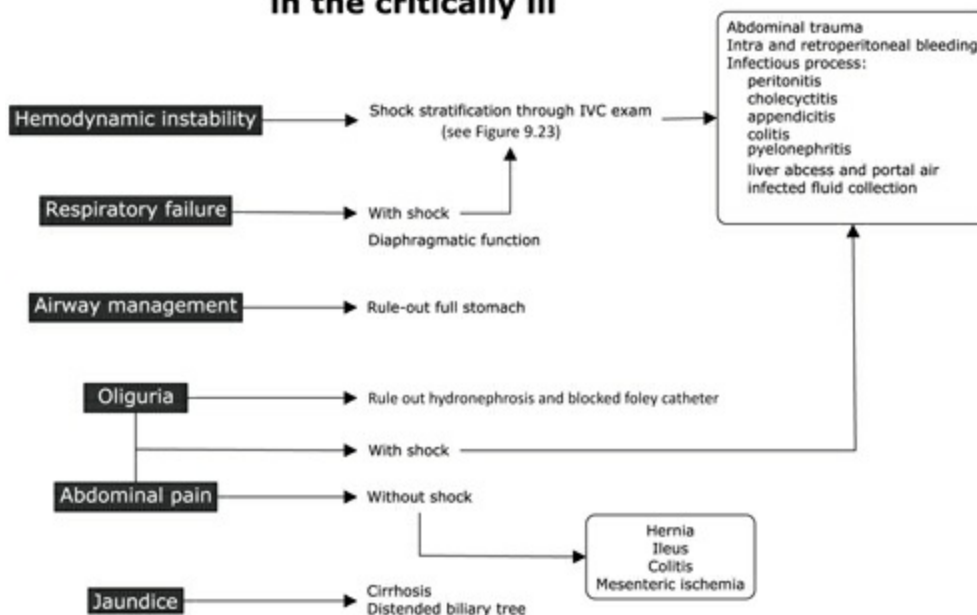 in the critically ill
Abdominal trauma
Intra and retroperitoneal bleeding
Infectious process:
peritonitis
cholecyctitis
appendicitis
colitis
pyelonephritis
liver abcess and portal air
infected fluid collection
Hemodynamic instability
Shock stratification through IVC exam
(see Figure 9.23)
Respiratory failure
With shock
Diaphragmatic function
Airway management
Rule-out full stomach
Oliguria
Rule out hydronephrosis and blocked foley catheter
With shock
Abdominal pain
Without shock
Hernia
Ileus
Colitis
Mesenteric ischemia
Jaundice
Cirrhosis
Distended biliary tree